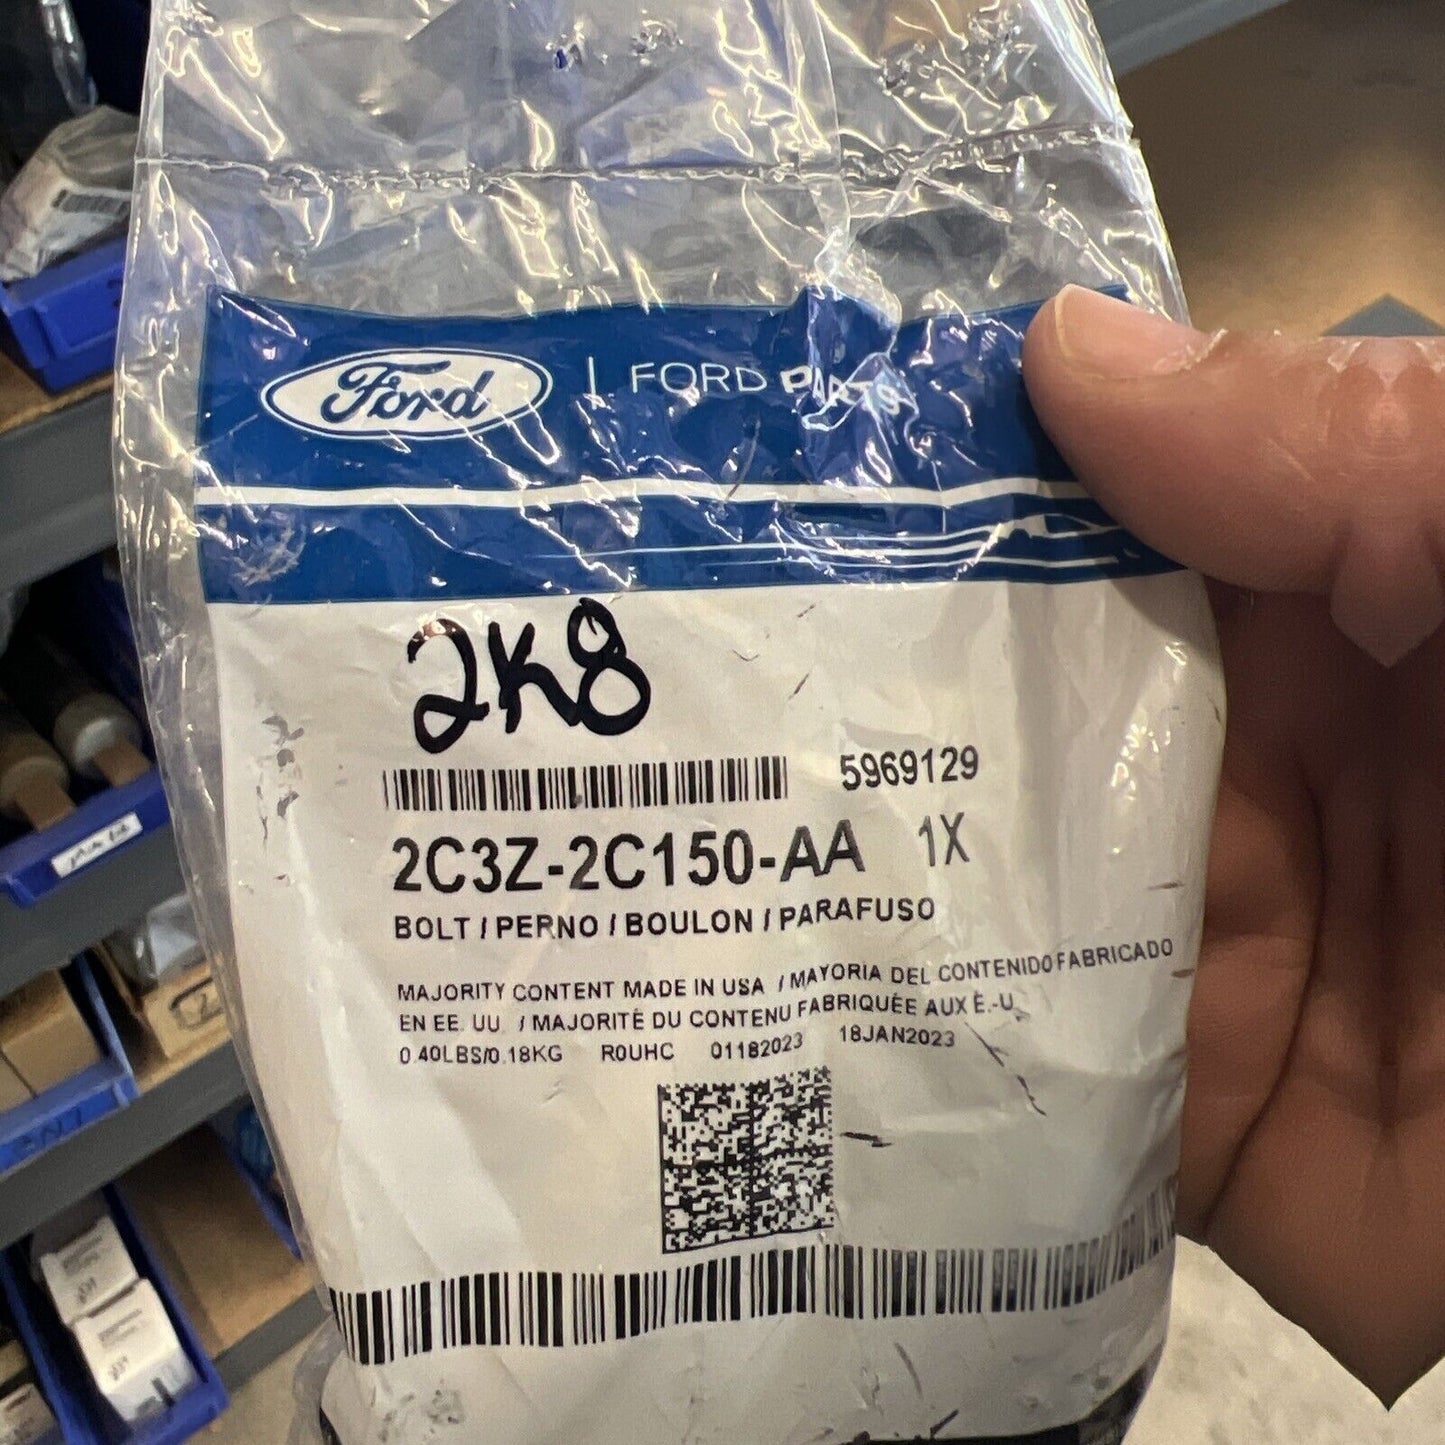 Ford | FORD PARTS
2K8
5969129
2C3Z-2C150-AA 1X
BOLT / PERNO / BOULON / PARAFUSO
MAJORITY CONTENT MADE IN USA / MAYORÍA DEL CONTENIDO FABRICADO
EN EE. UU. / MAJORITÉ DU CONTENU FABRIQUÉE AUX É.-U.
0.40LBS/0.18KG R0UHC 01182023 18JAN2023